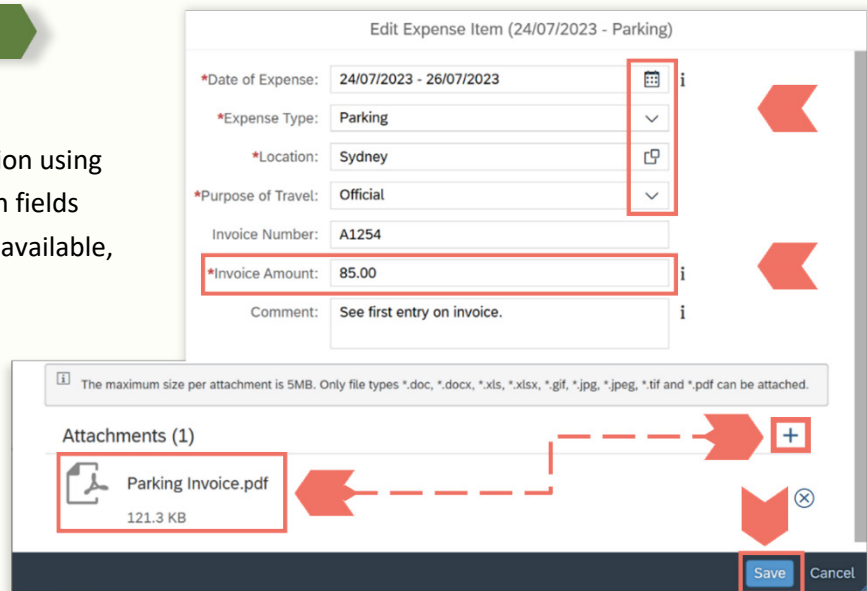 Edit Expense Item (24/07/2023 - Parking)
*Date of Expense: 24/07/2023 - 26/07/2023 i
*Expense Type: Parking
*Location: Sydney
*Purpose of Travel: Official
Invoice Number: A1254
*Invoice Amount: 85.00 i
Comment: See first entry on invoice. i
ion using
n fields
available,
i The maximum size per attachment is 5MB. Only file types *.doc, *.docx, *.xls, *.xlsx, *.gif, *.jpg, *.jpeg, *.tif and *.pdf can be attached.
Attachments (1)
Parking Invoice.pdf
121.3 KB
Save Cancel